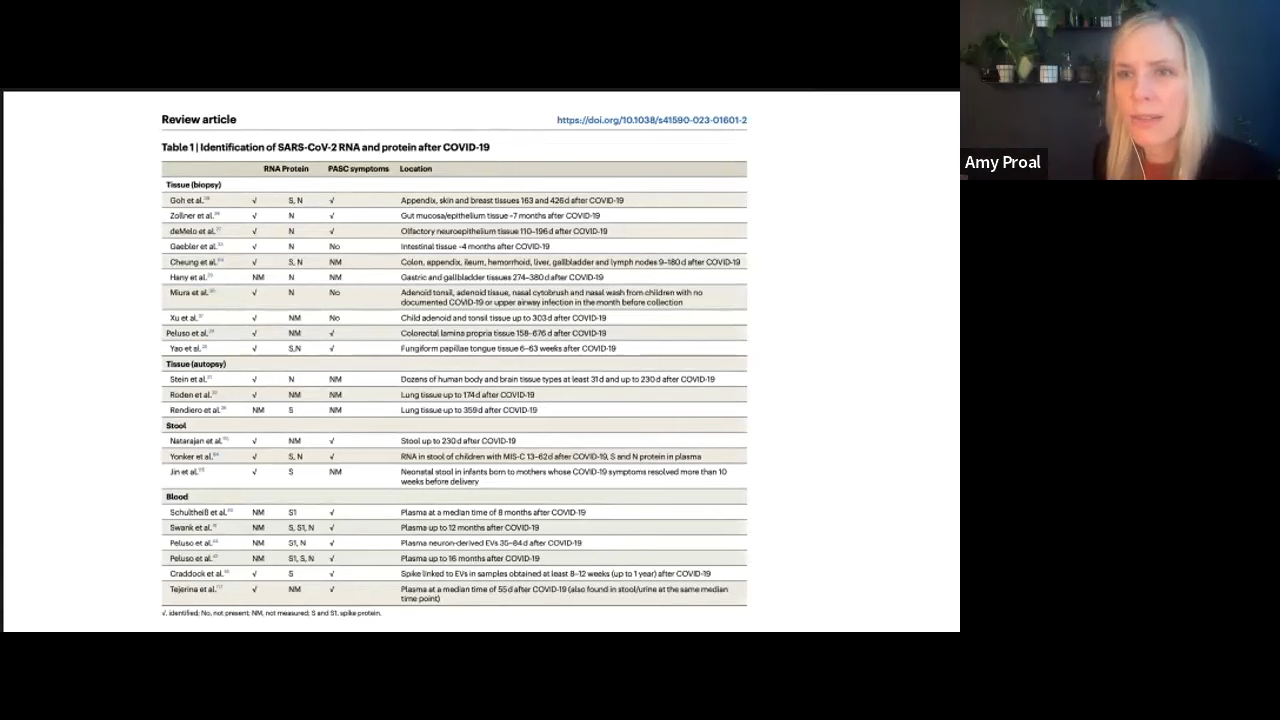 Amy Proal
Review article
https://doi.org/10.1038/s41590-023-01601-2
Table 1 | Identification of SARS-CoV-2 RNA and protein after COVID-19
RNA Protein PASC symptoms Location
Tissue (biopsy)
Goh et al. √ S, N √ Appendix, skin and breast tissues 163 and 426 d after COVID-19
Zollner et al. √ N √ Gut mucosa/epithelium tissue ~7 months after COVID-19
deMelo et al. √ N √ Olfactory neuroepithelium tissue 110–196 d after COVID-19
Gaebler et al. √ N No Intestinal tissue ~4 months after COVID-19
Cheung et al. √ S, N NM Colon, appendix, ileum, hemorrhoid, liver, gallbladder and lymph nodes 9–180 d after COVID-19
Hany et al. NM N NM Gastric and gallbladder tissues 274–380 d after COVID-19
Miura et al. √ N No Adenoid tonsil, adenoid tissue, nasal cytobrush and nasal wash from children with no
documented COVID-19 or upper airway infection in the month before collection
Xu et al. √ NM No Child adenoid and tonsil tissue up to 303 d after COVID-19
Peluso et al. √ NM √ Colorectal lamina propria tissue 158–676 d after COVID-19
Yao et al. √ S,N √ Fungiform papillae tongue tissue 6–63 weeks after COVID-19
Tissue (autopsy)
Stein et al. √ N NM Dozens of human body and brain tissue types at least 31 d and up to 230 d after COVID-19
Roden et al. √ NM NM Lung tissue up to 174 d after COVID-19
Rendiero et al. NM S NM Lung tissue up to 359 d after COVID-19
Stool
Natarajan et al. √ NM √ Stool up to 230 d after COVID-19
Yonker et al. √ S, N √ RNA in stool of children with MIS-C 13–62 d after COVID-19, S and N protein in plasma
Jin et al. √ S NM Neonatal stool in infants born to mothers whose COVID-19 symptoms resolved more than 10
weeks before delivery
Blood
Schultheiß et al. NM S1 √ Plasma at a median time of 8 months after COVID-19
Swank et al. NM S, S1, N √ Plasma up to 12 months after COVID-19
Peluso et al. NM S1, N √ Plasma neuron-derived EVs 35–84 d after COVID-19
Peluso et al. NM S1, S, N √ Plasma up to 16 months after COVID-19
Craddock et al. √ S √ Spike linked to EVs in samples obtained at least 8–12 weeks (up to 1 year) after COVID-19
Tejerina et al. √ NM √ Plasma at a median time of 55 d after COVID-19 (also found in stool/urine at the same median
time point)
√, identified; No, not present; NM, not measured; S and S1, spike protein.